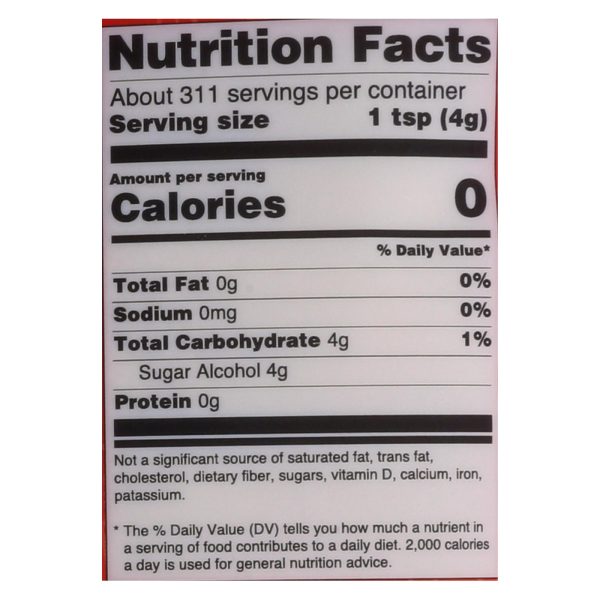 Nutrition Facts
About 311 servings per container
Serving size 1 tsp (4g)
Amount per serving
Calories 0
% Daily Value*
Total Fat 0g 0%
Sodium 0mg 0%
Total Carbohydrate 4g 1%
Sugar Alcohol 4g
Protein 0g
Not a significant source of saturated fat, trans fat,
cholesterol, dietary fiber, sugars, vitamin D, calcium, iron,
patassium.
* The % Daily Value (DV) tells you how much a nutrient in
a serving of food contributes to a daily diet. 2,000 calories
a day is used for general nutrition advice.